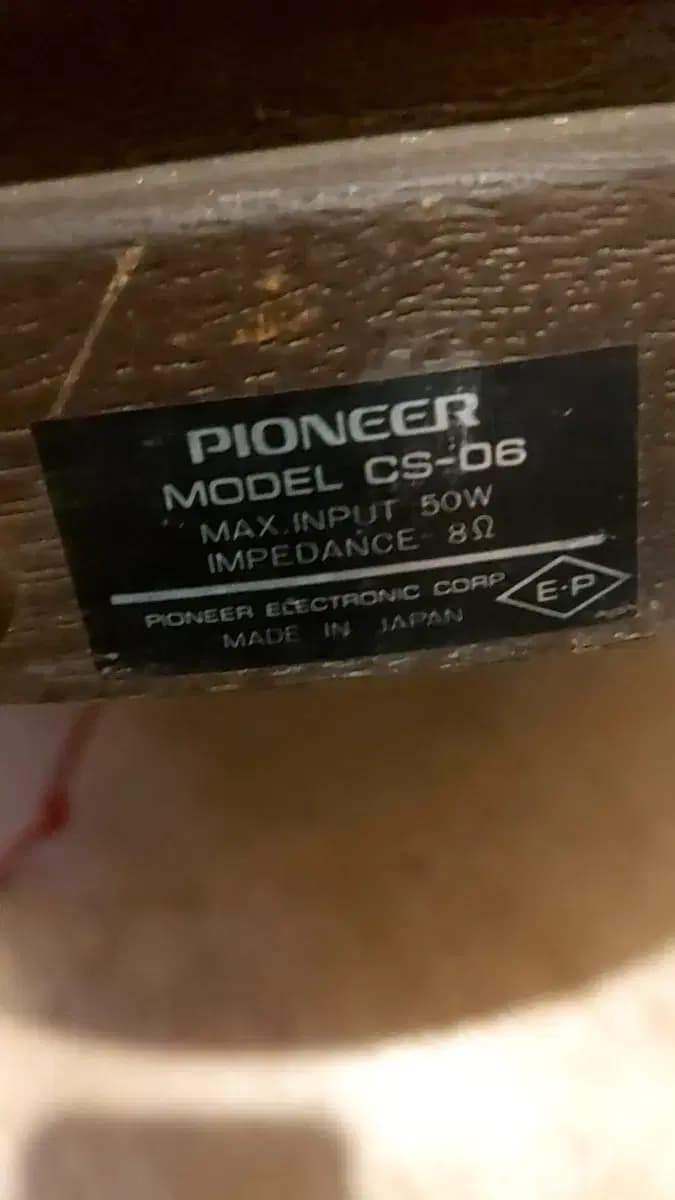 PIONEER
MODEL CS-06
MAX.INPUT 50W
IMPEDANCE 8Ω
PIONEER ELECTRONIC CORP
E·P
MADE IN JAPAN